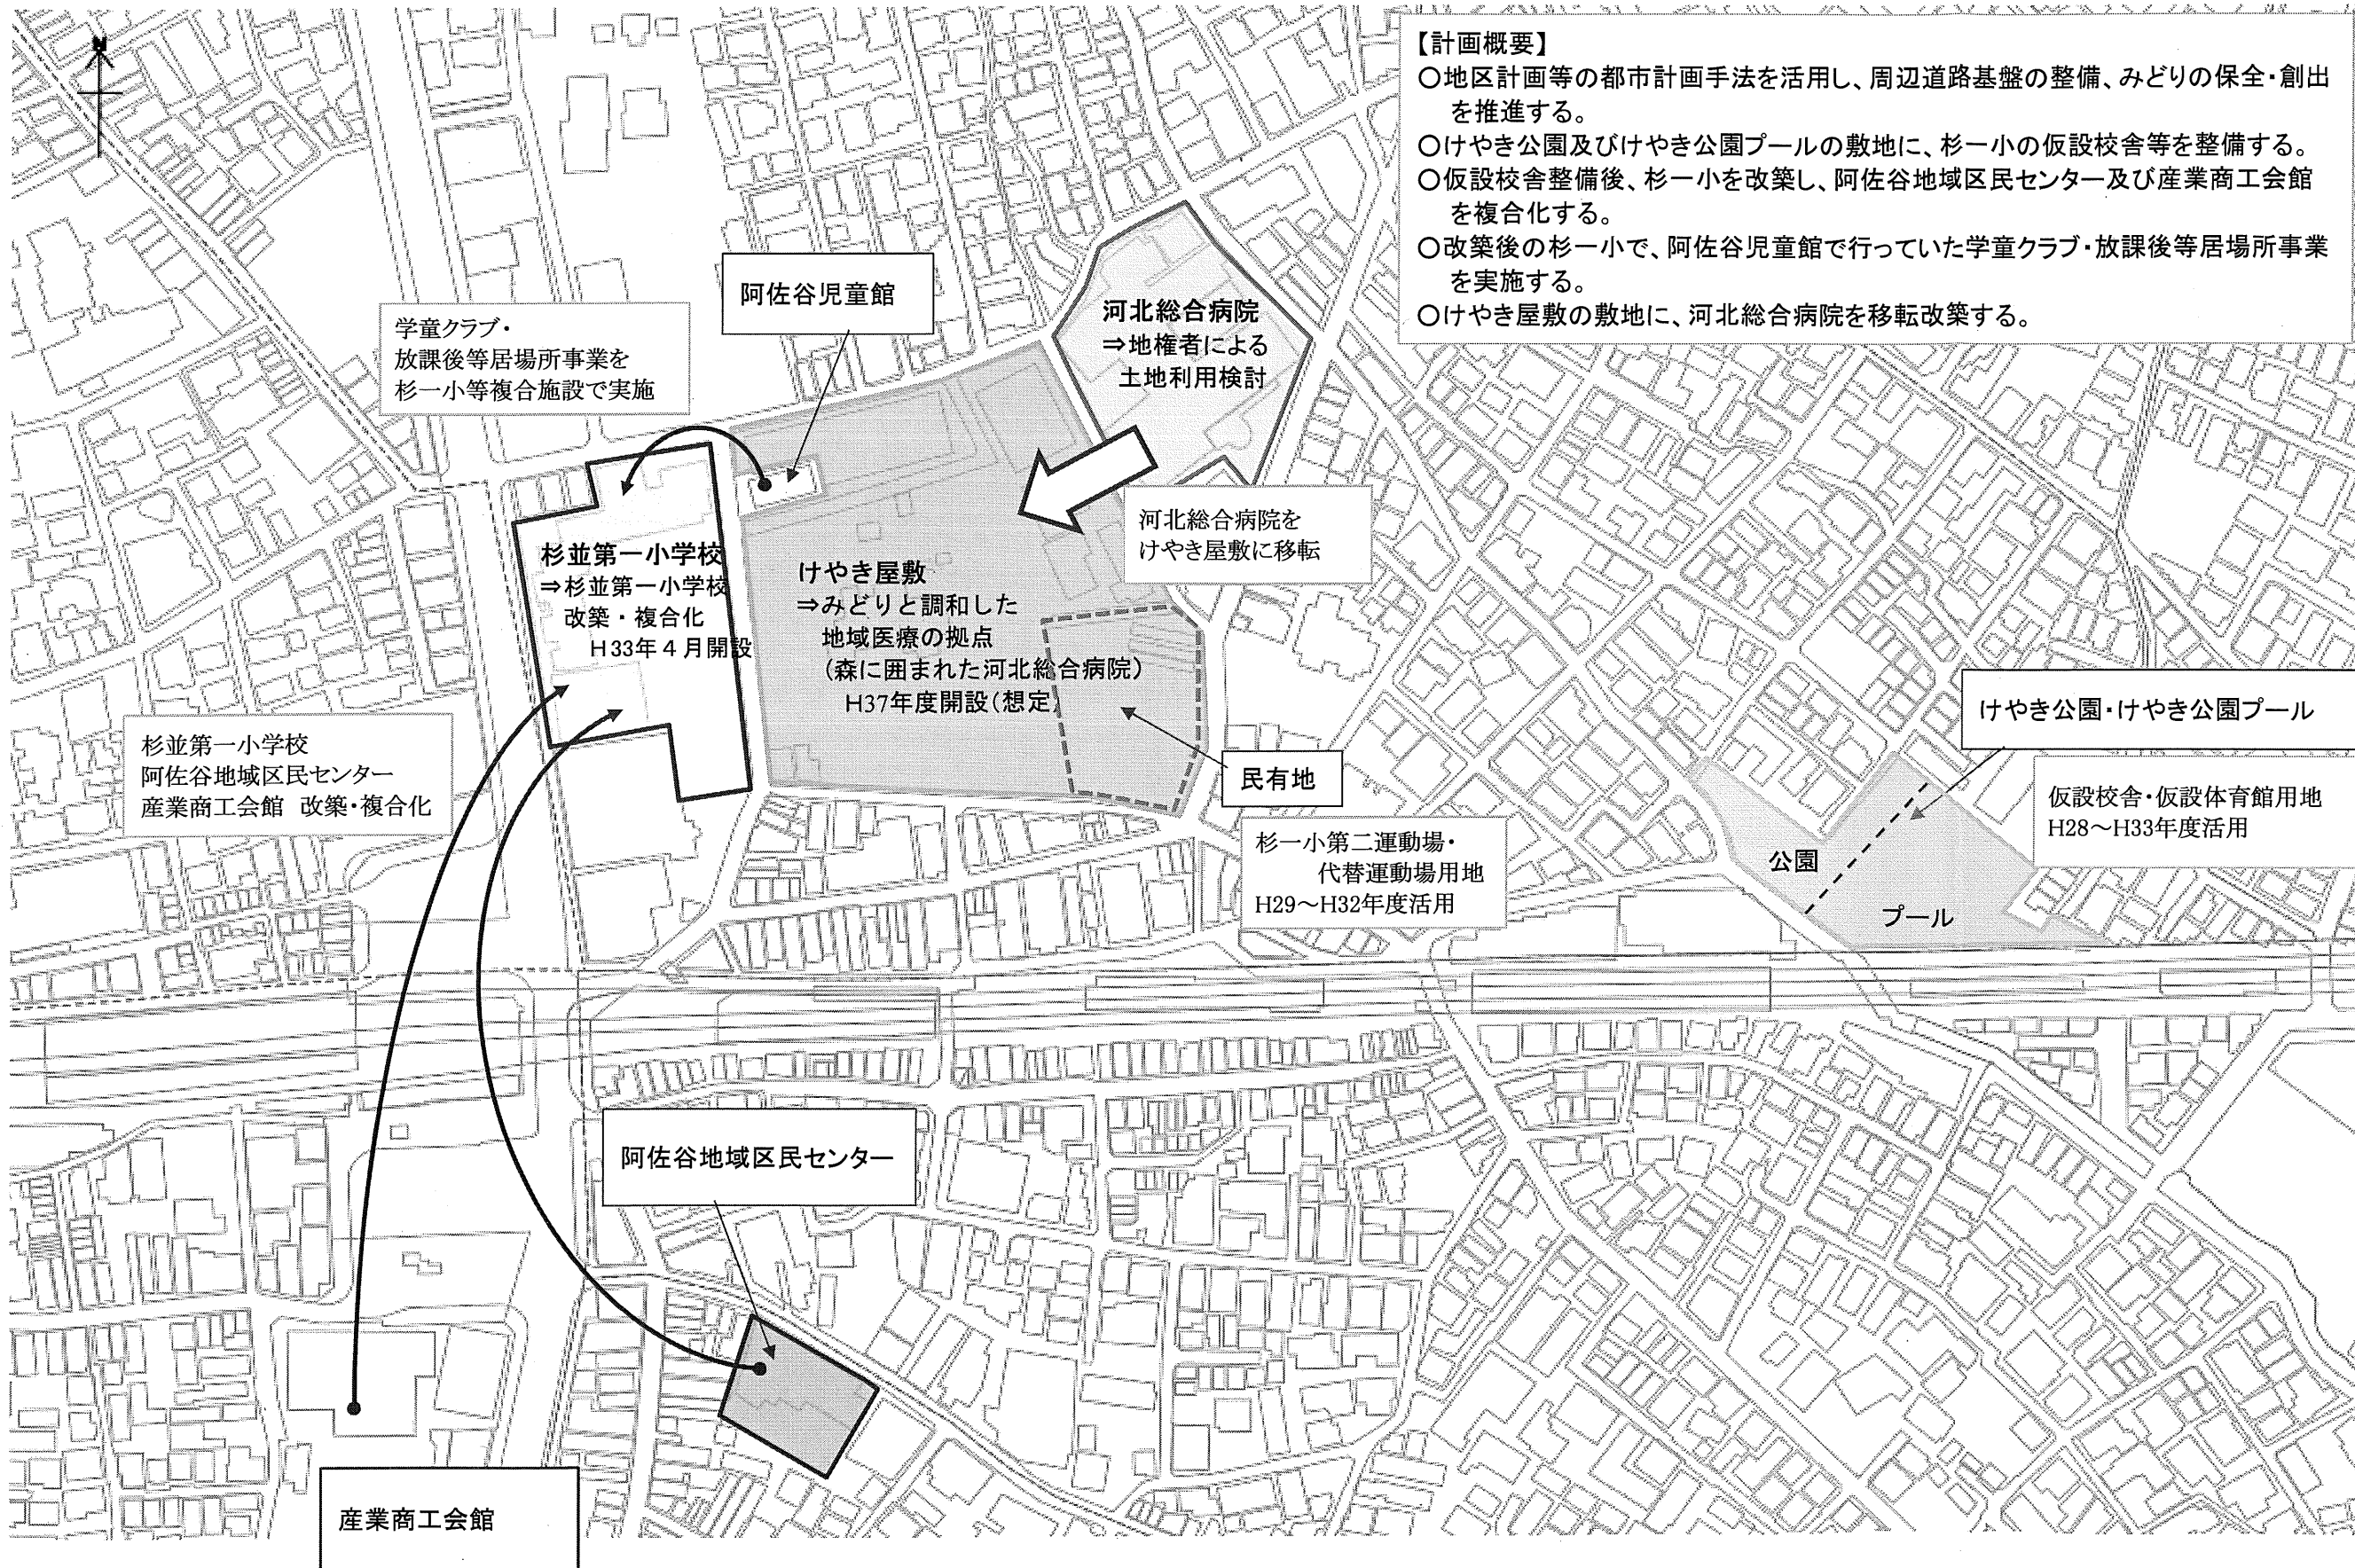 N
【計画概要】
○地区計画等の都市計画手法を活用し、周辺道路基盤の整備、みどりの保全・創出
を推進する。
○けやき公園及びけやき公園プールの敷地に、杉一小の仮設校舎等を整備する。
○仮設校舎整備後、杉一小を改築し、阿佐谷地域区民センター及び産業商工会館
を複合化する。
○改築後の杉一小で、阿佐谷児童館で行っていた学童クラブ・放課後等居場所事業
を実施する。
○けやき屋敷の敷地に、河北総合病院を移転改築する。
阿佐谷児童館
学童クラブ・
放課後等居場所事業を
杉一小等複合施設で実施
河北総合病院
⇒地権者による
土地利用検討
河北総合病院を
けやき屋敷に移転
杉並第一小学校
⇒杉並第一小学校
改築・複合化
H33年４月開設
けやき屋敷
⇒みどりと調和した
地域医療の拠点
（森に囲まれた河北総合病院）
H37年度開設（想定）
杉並第一小学校
阿佐谷地域区民センター
産業商工会館 改築・複合化
民有地
杉一小第二運動場・
代替運動場用地
H29～H32年度活用
けやき公園・けやき公園プール
仮設校舎・仮設体育館用地
H28～H33年度活用
公園
プール
阿佐谷地域区民センター
産業商工会館